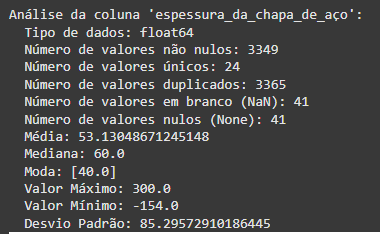 Análise da coluna 'espessura_da_chapa_de_aço':
Tipo de dados: float64
Número de valores não nulos: 3349
Número de valores únicos: 24
Número de valores duplicados: 3365
Número de valores em branco (NaN): 41
Número de valores nulos (None): 41
Média: 53.13048671245148
Mediana: 60.0
Moda: [40.0]
Valor Máximo: 300.0
Valor Mínimo: -154.0
Desvio Padrão: 85.29572910186445